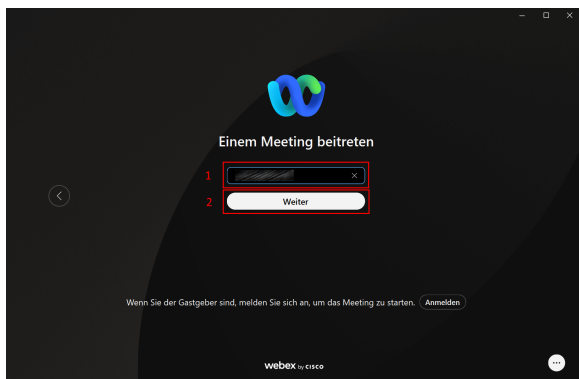 Einem Meeting beitreten
1
2
Weiter
Wenn Sie der Gastgeber sind, melden Sie sich an, um das Meeting zu starten. Anmelden
webex by CISCO